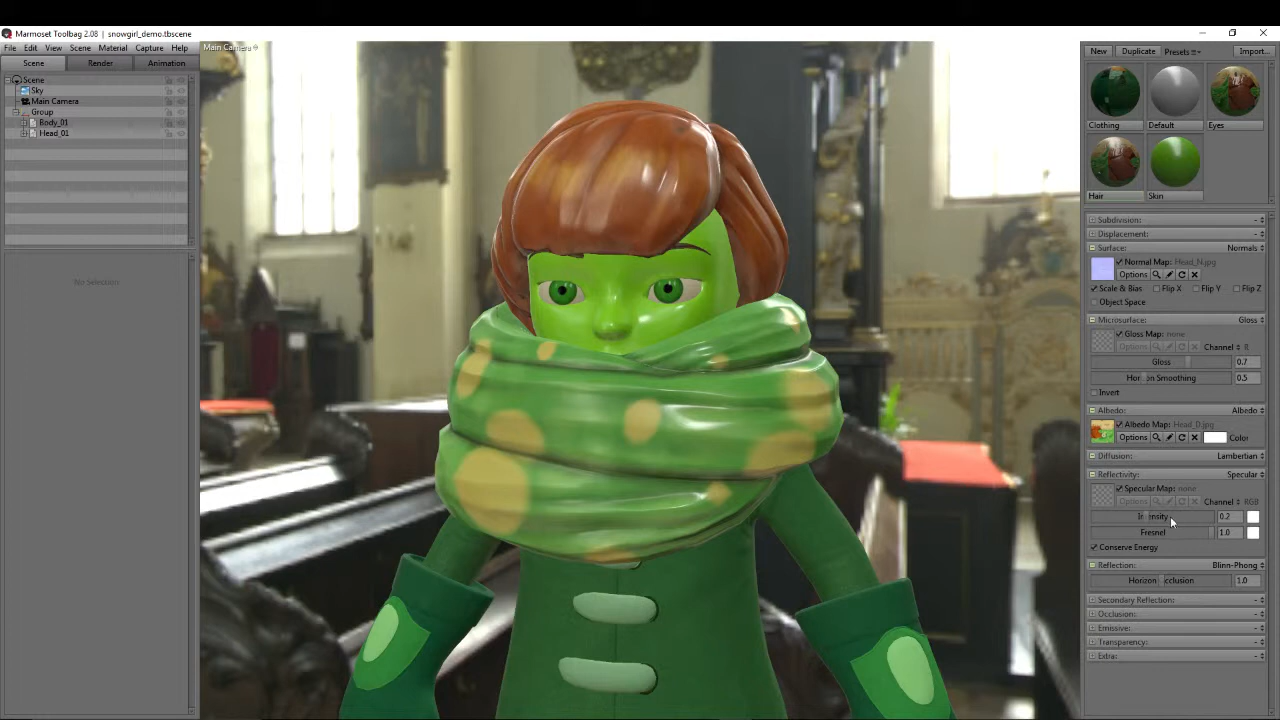 Marmoset Toolbag 2.08 | snowgirl_demo.tbscene
File Edit View Scene Material Capture Help
Scene Render Animation
Scene
Sky
Main Camera
Group
Body_01
Head_01
No Selection
Main Camera
New Duplicate Presets Import...
Clothing Default Eyes
Hair Skin
Subdivision: -
Displacement: -
Surface: Normals
Normal Map: Head_N.jpg
Options
Scale & Bias Flip X Flip Y Flip Z
Object Space
Microsurface: Gloss
Gloss Map: none
Options Channel R
Gloss 0.7
Horizon Smoothing 0.5
Invert
Albedo: Albedo
Albedo Map: Head_D.jpg
Options Color
Diffusion: Lambertian
Reflectivity: Specular
Specular Map: none
Options Channel RGB
Intensity 0.2
Fresnel 1.0
Conserve Energy
Reflection: Blinn-Phong
Horizon Occlusion 1.0
Secondary Reflection: -
Occlusion: -
Emissive: -
Transparency: -
Extra: -